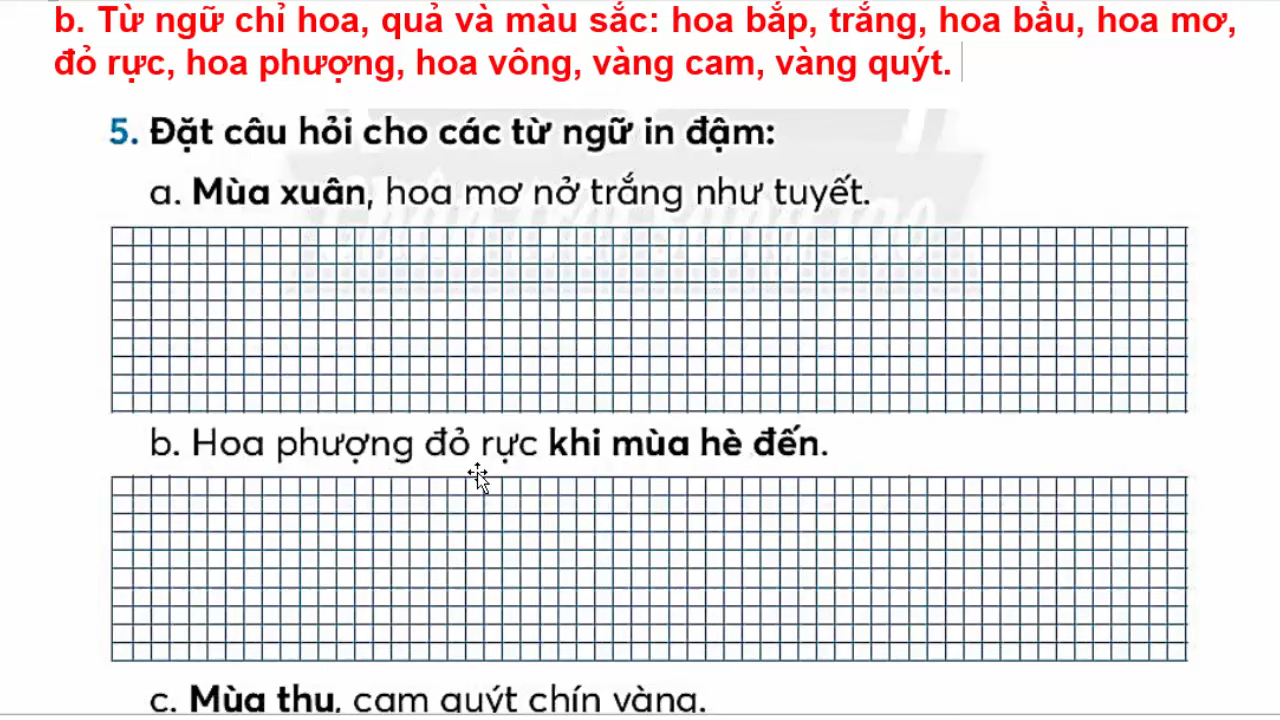 b. Từ ngữ chỉ hoa, quả và màu sắc: hoa bắp, trắng, hoa bầu, hoa mơ,
đỏ rực, hoa phượng, hoa vông, vàng cam, vàng quýt.
5. Đặt câu hỏi cho các từ ngữ in đậm:
a. Mùa xuân, hoa mơ nở trắng như tuyết.
b. Hoa phượng đỏ rực khi mùa hè đến.
c. Mùa thu, cam quýt chín vàng.